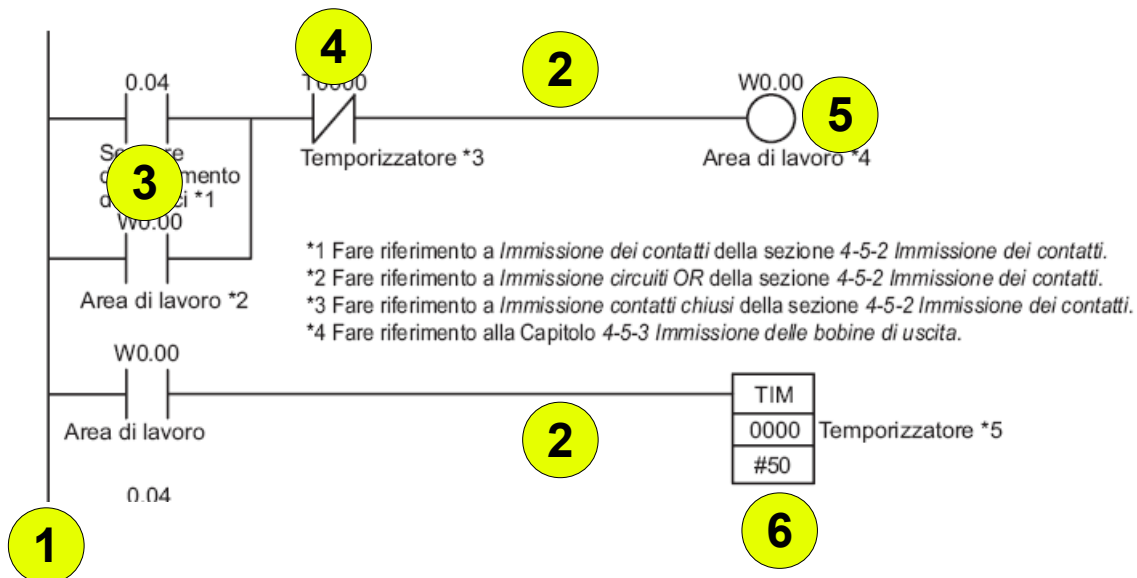 4
2
0.04
W0.00
5
Temporizzatore *3
Area di lavoro *4
3
mento
*1
W0.00
Area di lavoro *2
*1 Fare riferimento a Immissione dei contatti della sezione 4-5-2 Immissione dei contatti.
*2 Fare riferimento a Immissione circuiti OR della sezione 4-5-2 Immissione dei contatti.
*3 Fare riferimento a Immissione contatti chiusi della sezione 4-5-2 Immissione dei contatti.
*4 Fare riferimento alla Capitolo 4-5-3 Immissione delle bobine di uscita.
W0.00
Area di lavoro
TIM
0000
Temporizzatore *5
#50
2
0.04
1
6